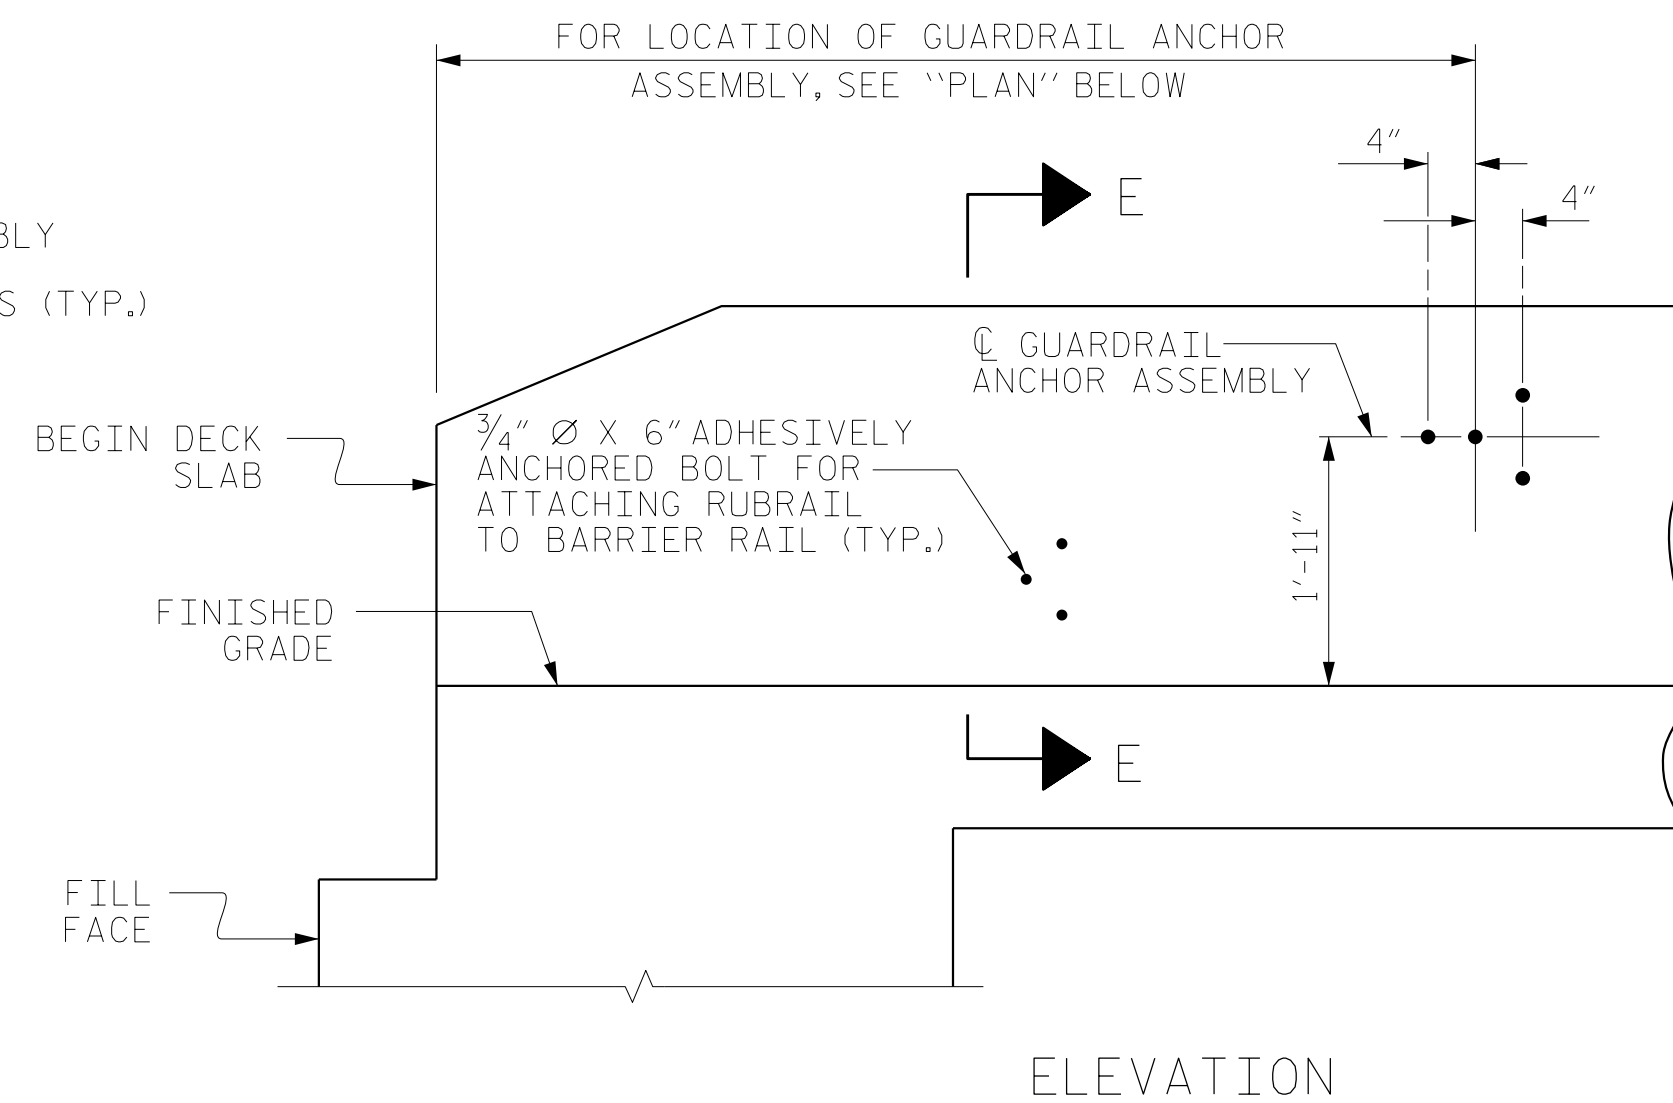 FOR LOCATION OF GUARDRAIL ANCHOR
ASSEMBLY, SEE "PLAN" BELOW
4"
4"
E
BLY
S (TYP.)
℄ GUARDRAIL
ANCHOR ASSEMBLY
BEGIN DECK
SLAB
3/4" Ø X 6" ADHESIVELY
ANCHORED BOLT FOR
ATTACHING RUBRAIL
TO BARRIER RAIL (TYP.)
1'-11"
FINISHED
GRADE
E
FILL
FACE
ELEVATION